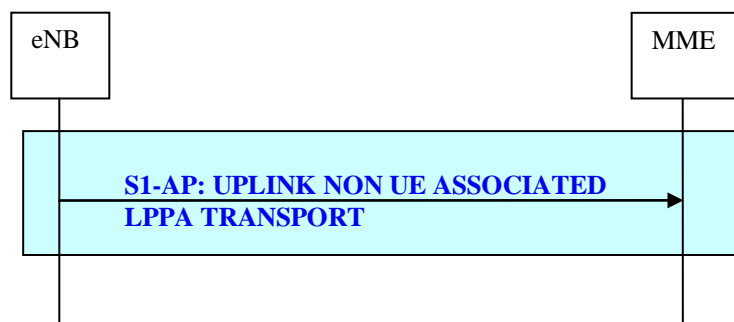 eNB
MME
S1-AP: UPLINK NON UE ASSOCIATED
LPPA TRANSPORT